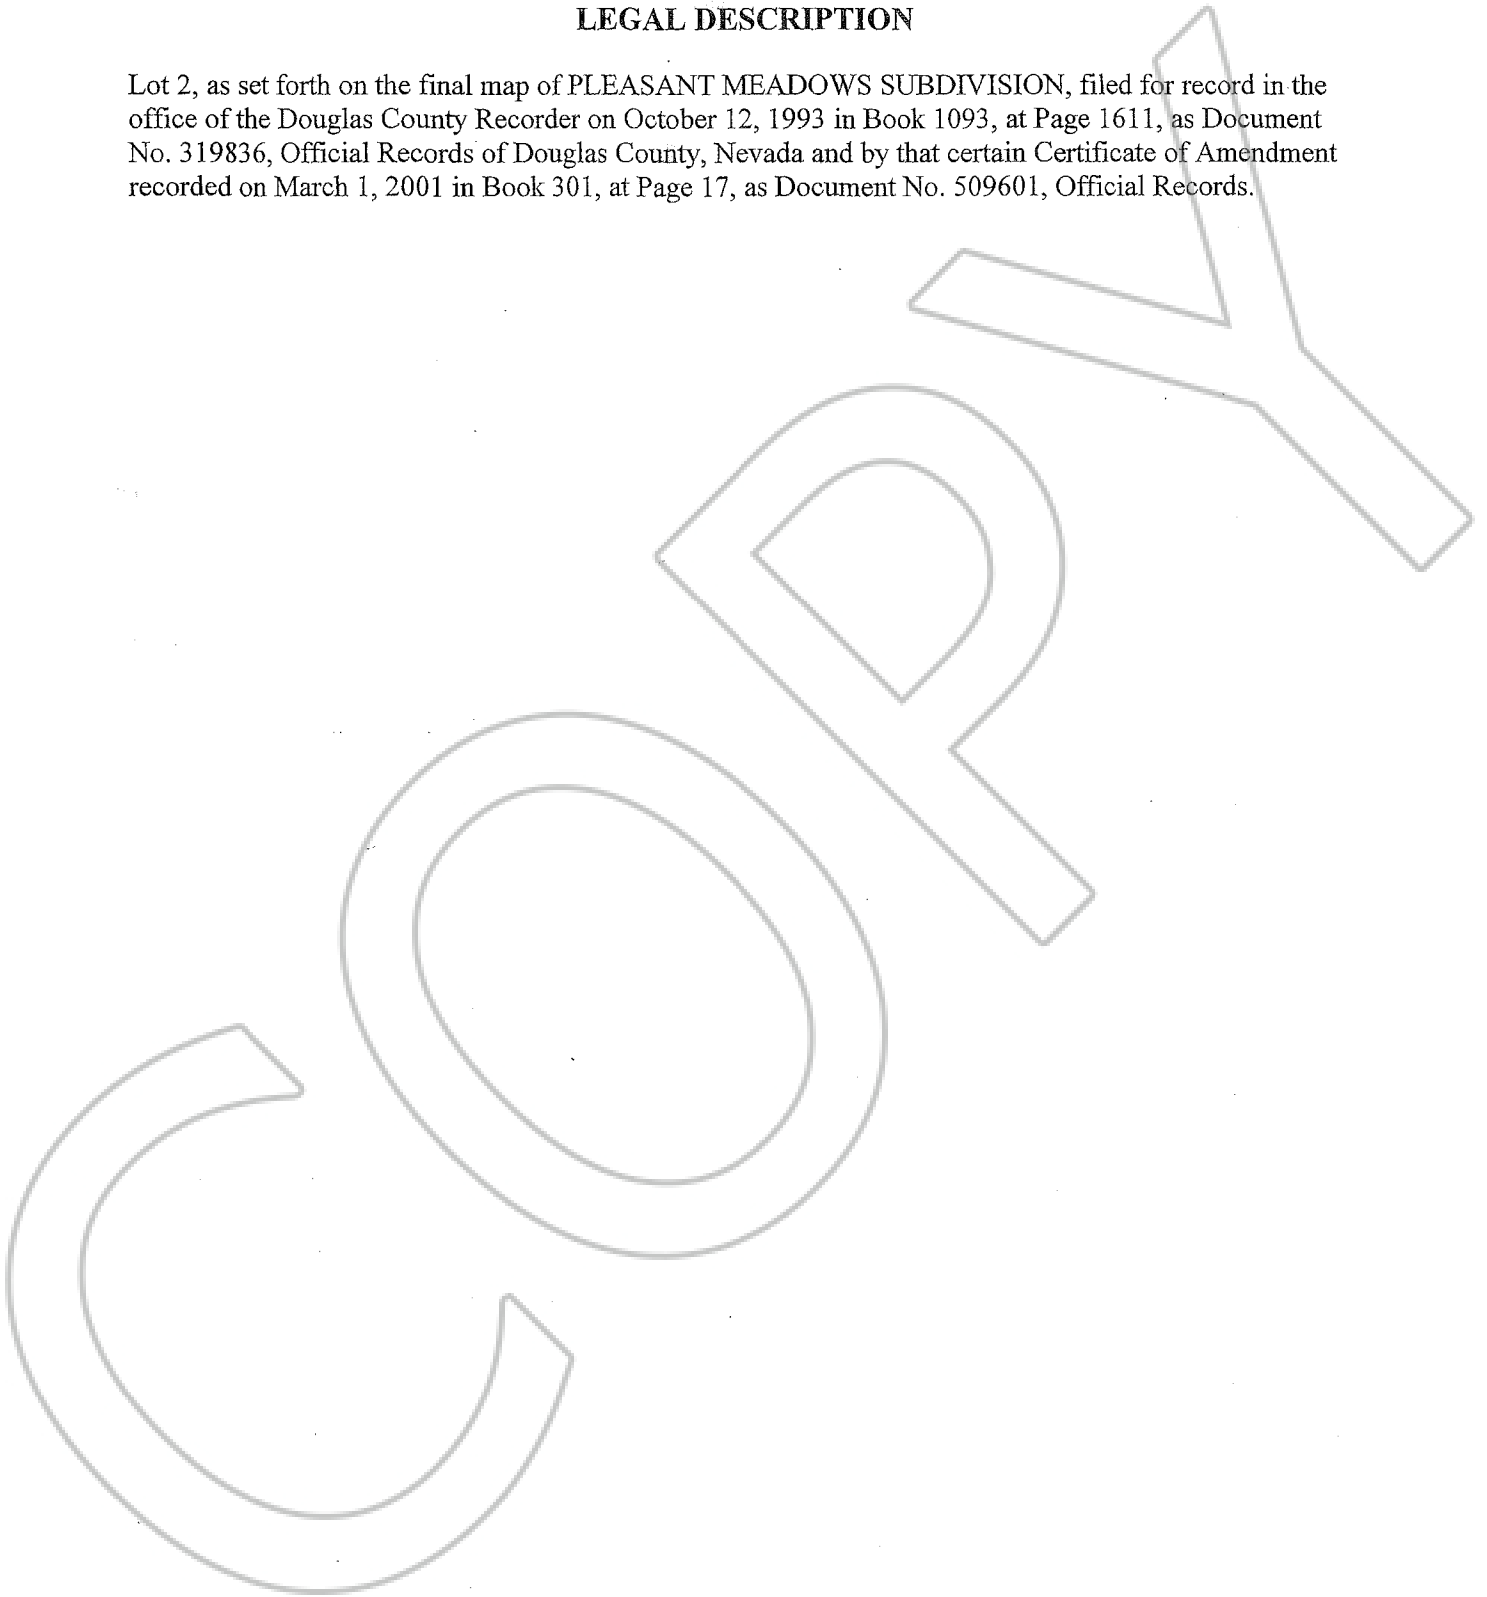 LEGAL DESCRIPTION
Lot 2, as set forth on the final map of PLEASANT MEADOWS SUBDIVISION, filed for record in the
office of the Douglas County Recorder on October 12, 1993 in Book 1093, at Page 1611, as Document
No. 319836, Official Records of Douglas County, Nevada and by that certain Certificate of Amendment
recorded on March 1, 2001 in Book 301, at Page 17, as Document No. 509601, Official Records.
COPY